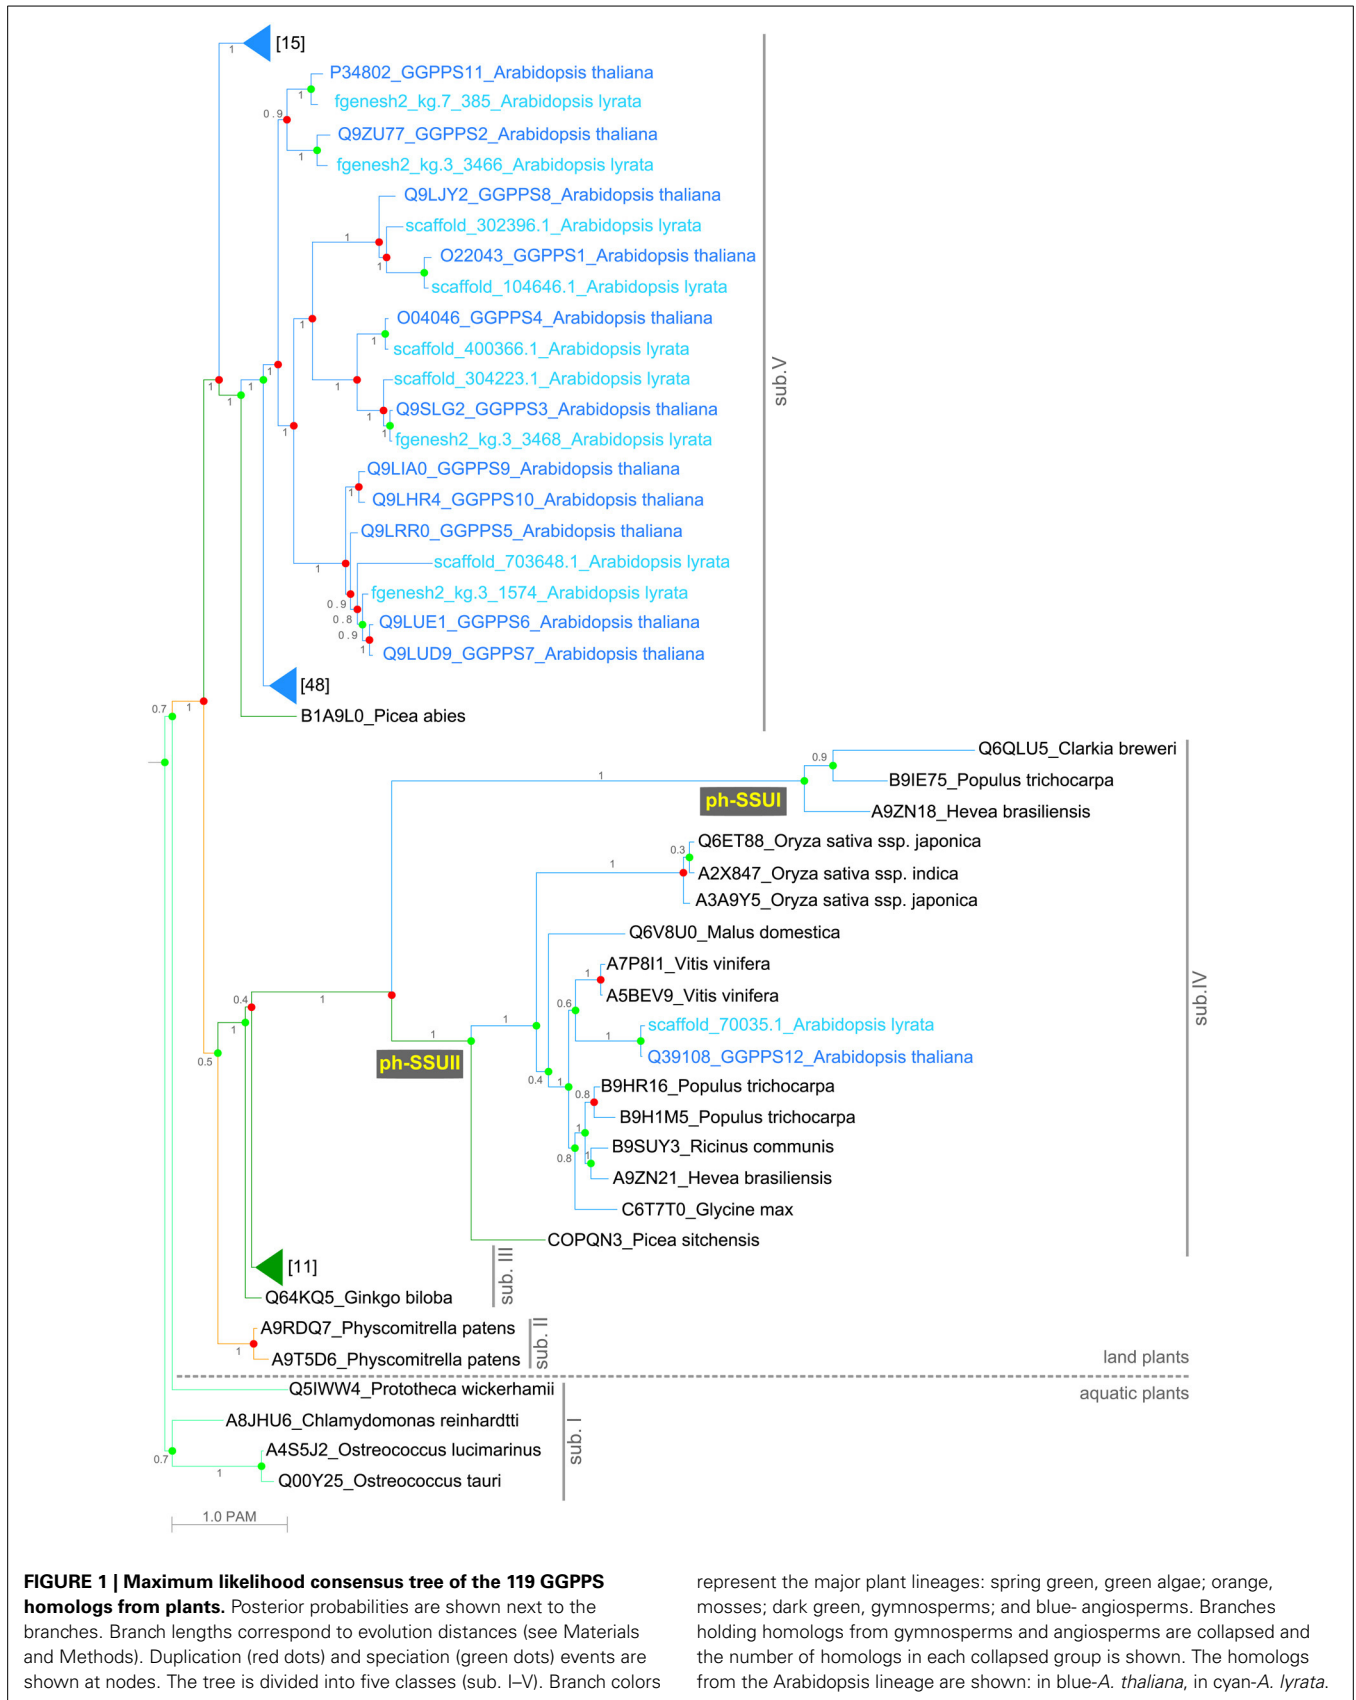 [15]
1
P34802_GGPPS11_Arabidopsis thaliana
1
fgenesh2_kg.7_385_Arabidopsis lyrata
0.9
Q9ZU77_GGPPS2_Arabidopsis thaliana
1
fgenesh2_kg.3_3466_Arabidopsis lyrata
Q9LJY2_GGPPS8_Arabidopsis thaliana
scaffold_302396.1_Arabidopsis lyrata
1
O22043_GGPPS1_Arabidopsis thaliana
1
scaffold_104646.1_Arabidopsis lyrata
O04046_GGPPS4_Arabidopsis thaliana
1
1
scaffold_400366.1_Arabidopsis lyrata
sub.V
1
1
1
1
scaffold_304223.1_Arabidopsis lyrata
Q9SLG2_GGPPS3_Arabidopsis thaliana
1
1
1
fgenesh2_kg.3_3468_Arabidopsis lyrata
Q9LIA0_GGPPS9_Arabidopsis thaliana
1
Q9LHR4_GGPPS10_Arabidopsis thaliana
Q9LRR0_GGPPS5_Arabidopsis thaliana
1
scaffold_703648.1_Arabidopsis lyrata
fgenesh2_kg.3_1574_Arabidopsis lyrata
0.9
0.8
Q9LUE1_GGPPS6_Arabidopsis thaliana
0.9
1
Q9LUD9_GGPPS7_Arabidopsis thaliana
[48]
0.7
1
B1A9L0_Picea abies
Q6QLU5_Clarkia breweri
0.9
1
B9IE75_Populus trichocarpa
ph-SSUI
A9ZN18_Hevea brasiliensis
Q6ET88_Oryza sativa ssp. japonica
0.3
1
A2X847_Oryza sativa ssp. indica
A3A9Y5_Oryza sativa ssp. japonica
Q6V8U0_Malus domestica
A7P8I1_Vitis vinifera
1
A5BEV9_Vitis vinifera
sub.IV
0.4
1
0.6
scaffold_70035.1_Arabidopsis lyrata
1
1
1
1
Q39108_GGPPS12_Arabidopsis thaliana
ph-SSUII
0.5
0.4
1
B9HR16_Populus trichocarpa
0.8
B9H1M5_Populus trichocarpa
1
B9SUY3_Ricinus communis
0.8
1
A9ZN21_Hevea brasiliensis
C6T7T0_Glycine max
COPQN3_Picea sitchensis
[11]
sub. III
Q64KQ5_Ginkgo biloba
A9RDQ7_Physcomitrella patens
1
sub. II
A9T5D6_Physcomitrella patens
land plants
Q5IWW4_Prototheca wickerhamii
aquatic plants
A8JHU6_Chlamydomonas reinhardtti
sub. I
A4S5J2_Ostreococcus lucimarinus
0.7
1
Q00Y25_Ostreococcus tauri
1.0 PAM
FIGURE 1 | Maximum likelihood consensus tree of the 119 GGPPS
homologs from plants. Posterior probabilities are shown next to the
branches. Branch lengths correspond to evolution distances (see Materials
and Methods). Duplication (red dots) and speciation (green dots) events are
shown at nodes. The tree is divided into five classes (sub. I–V). Branch colors
represent the major plant lineages: spring green, green algae; orange,
mosses; dark green, gymnosperms; and blue- angiosperms. Branches
holding homologs from gymnosperms and angiosperms are collapsed and
the number of homologs in each collapsed group is shown. The homologs
from the Arabidopsis lineage are shown: in blue-A. thaliana, in cyan-A. lyrata.